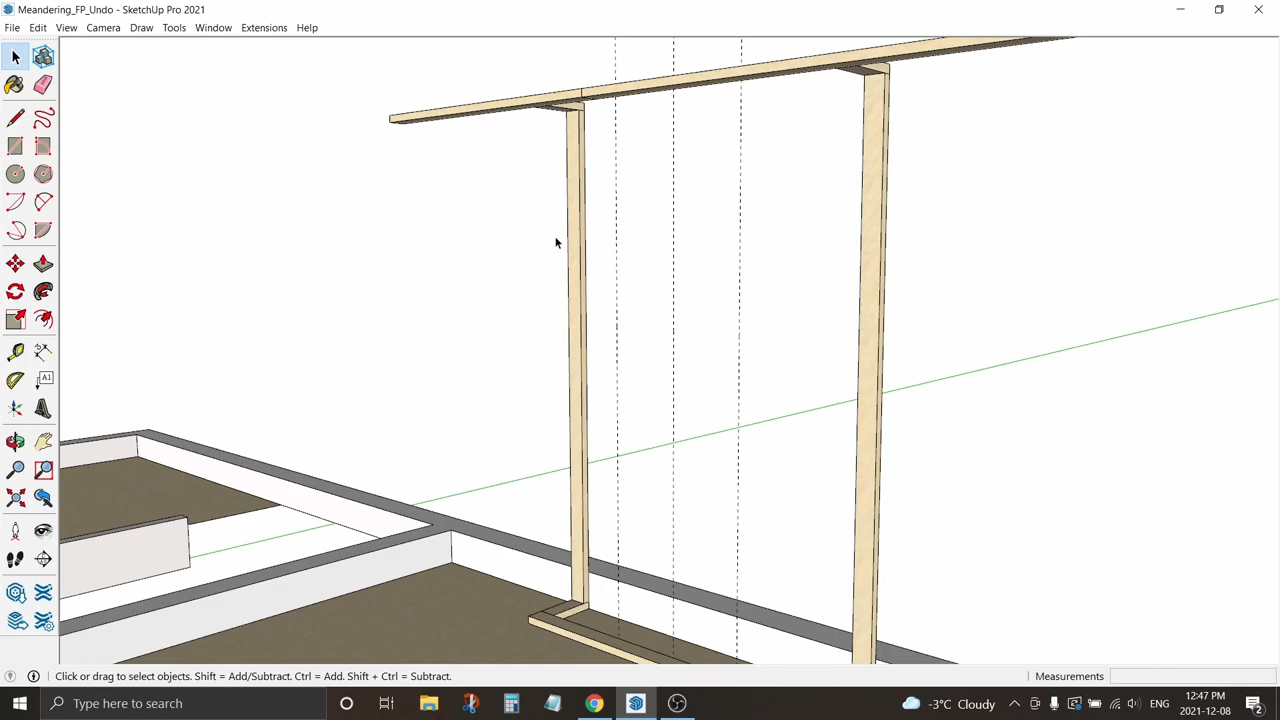 Meandering_FP_Undo - SketchUp Pro 2021
File Edit View Camera Draw Tools Window Extensions Help
A1
Click or drag to select objects. Shift = Add/Subtract. Ctrl = Add. Shift + Ctrl = Subtract.
Measurements
Type here to search
-3°C Cloudy
ENG
12:47 PM
2021-12-08
2